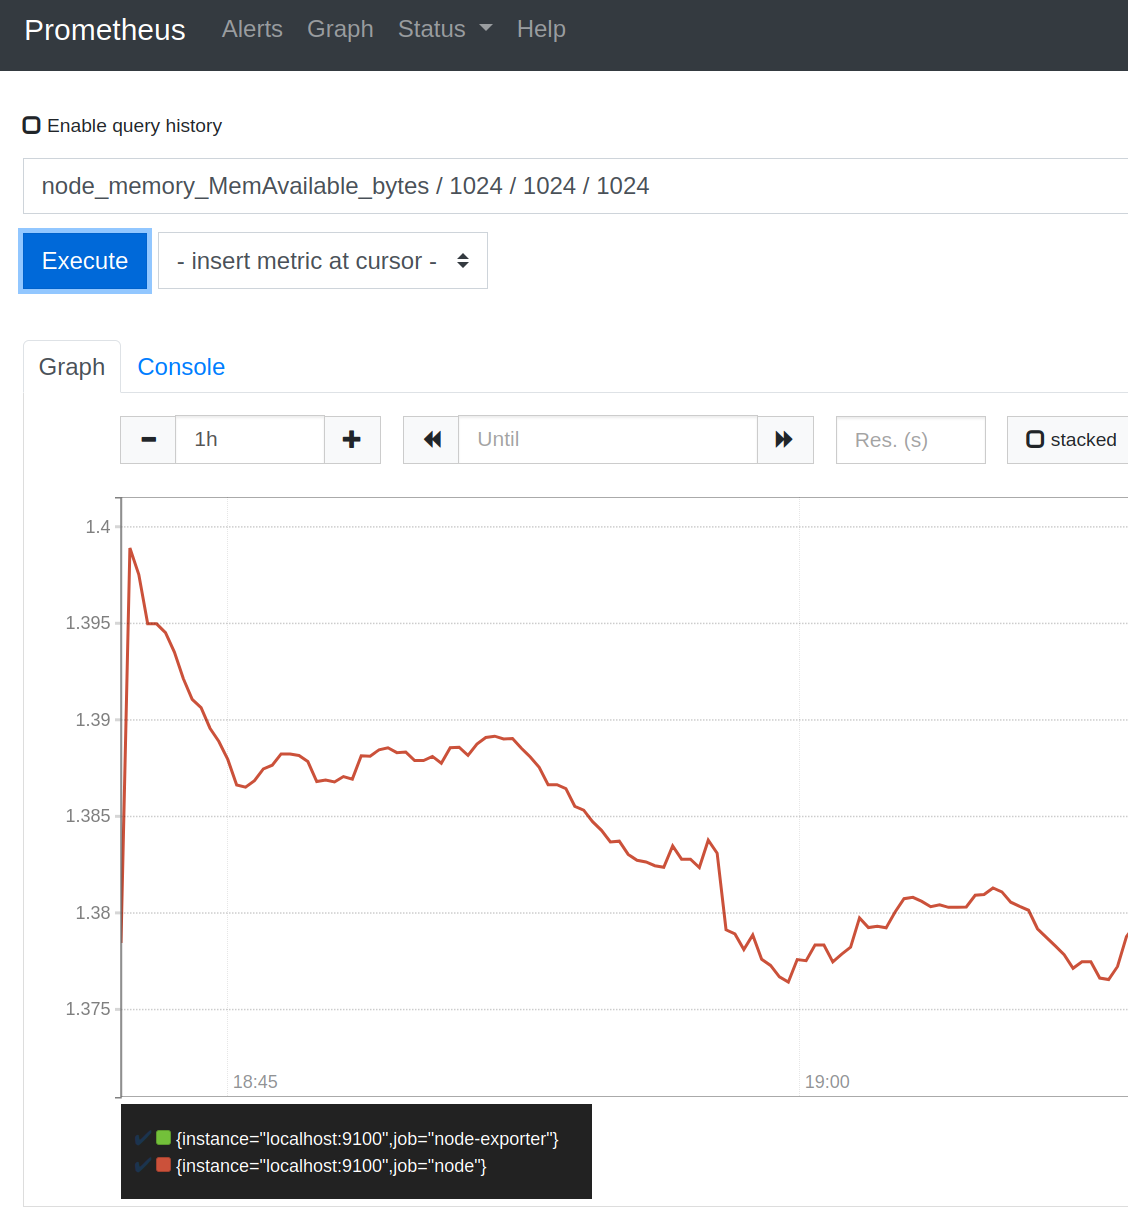 Prometheus Alerts Graph Status Help
Enable query history
node_memory_MemAvailable_bytes / 1024 / 1024 / 1024
Execute - insert metric at cursor -
Graph Console
1h Until Res. (s) stacked
1.4
1.395
1.39
1.385
1.38
1.375
18:45 19:00
{instance="localhost:9100",job="node-exporter"}
{instance="localhost:9100",job="node"}